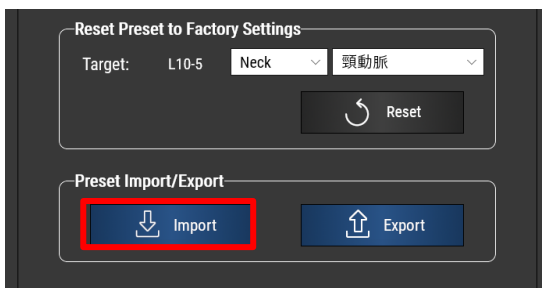 Reset Preset to Factory Settings
Target: L10-5 Neck 頸動脈
Reset
Preset Import/Export
Import Export